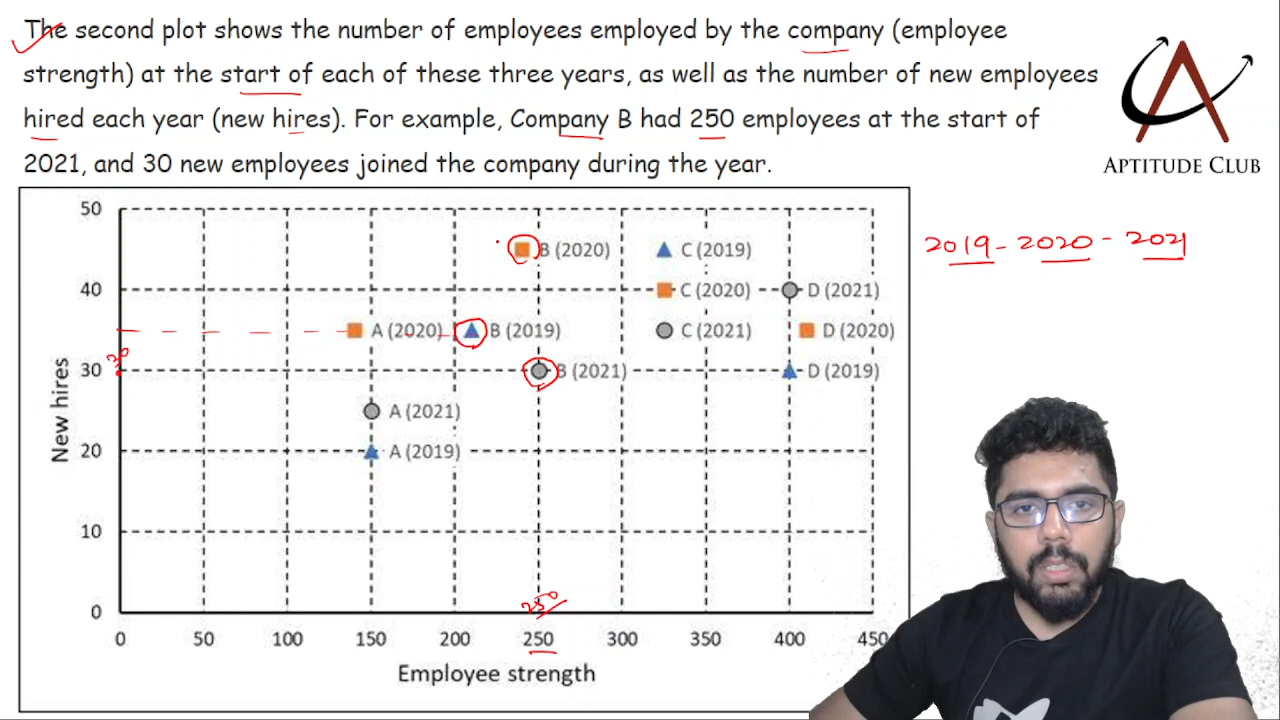 The second plot shows the number of employees employed by the company (employee
strength) at the start of each of these three years, as well as the number of new employees
hired each year (new hires). For example, Company B had 250 employees at the start of
2021, and 30 new employees joined the company during the year.
APTITUDE CLUB
2019 - 2020 - 2021
50
B (2020)
C (2019)
40
C (2020)
D (2021)
A (2020)
B (2019)
C (2021)
D (2020)
30
30
B (2021)
D (2019)
New hires
A (2021)
20
A (2019)
10
0
250
0 50 100 150 200 250 300 350 400 450
Employee strength